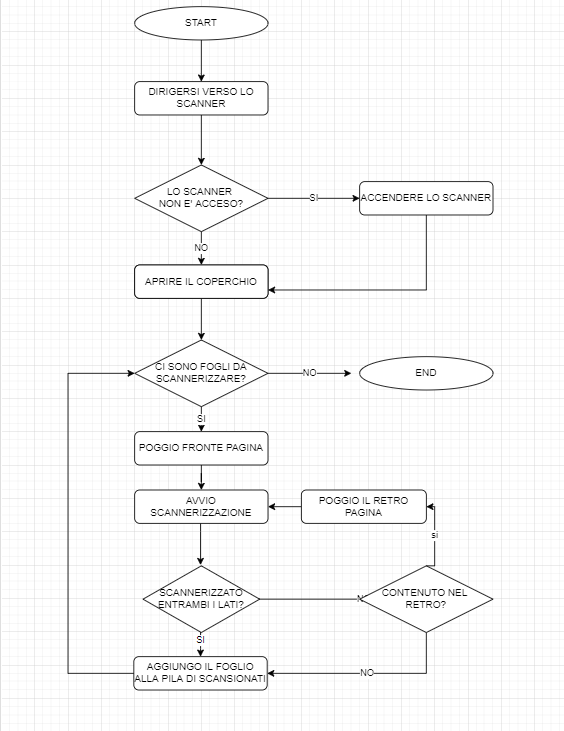 START
DIRIGERSI VERSO LO
SCANNER
LO SCANNER
NON E' ACCESO?
SI
ACCENDERE LO SCANNER
NO
APRIRE IL COPERCHIO
CI SONO FOGLI DA
SCANNERIZZARE?
NO
END
SI
POGGIO FRONTE PAGINA
AVVIO
SCANNERIZZAZIONE
POGGIO IL RETRO
PAGINA
si
SCANNERIZZATO
ENTRAMBI I LATI?
CONTENUTO NEL
RETRO?
SI
AGGIUNGO IL FOGLIO
ALLA PILA DI SCANSIONATI
NO